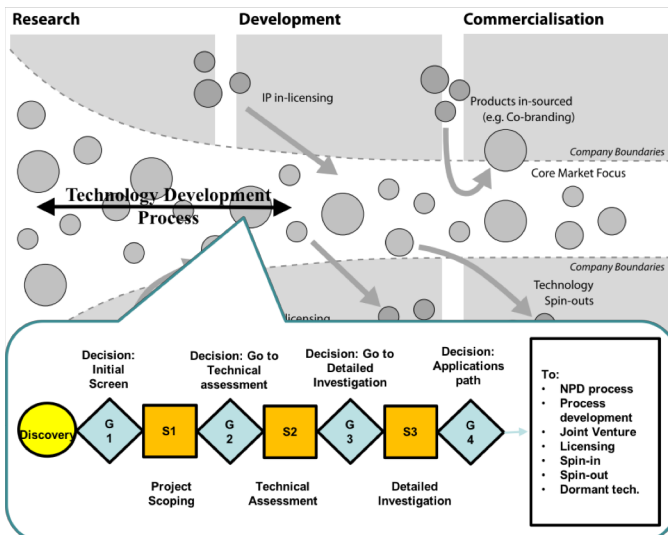 Research
Development
Commercialisation
IP in-licensing
Products in-sourced
(e.g. Co-branding)
Company Boundaries
Core Market Focus
Technology Development
Process
Company Boundaries
Technology
Spin-outs
licensing
Decision:
Initial
Screen
Decision: Go to
Technical
assessment
Decision: Go to
Detailed
Investigation
Decision:
Applications
path
Discovery
G
1
S1
G
2
S2
G
3
S3
G
4
Project
Scoping
Technical
Assessment
Detailed
Investigation
To:
• NPD process
• Process
development
• Joint Venture
• Licensing
• Spin-in
• Spin-out
• Dormant tech.